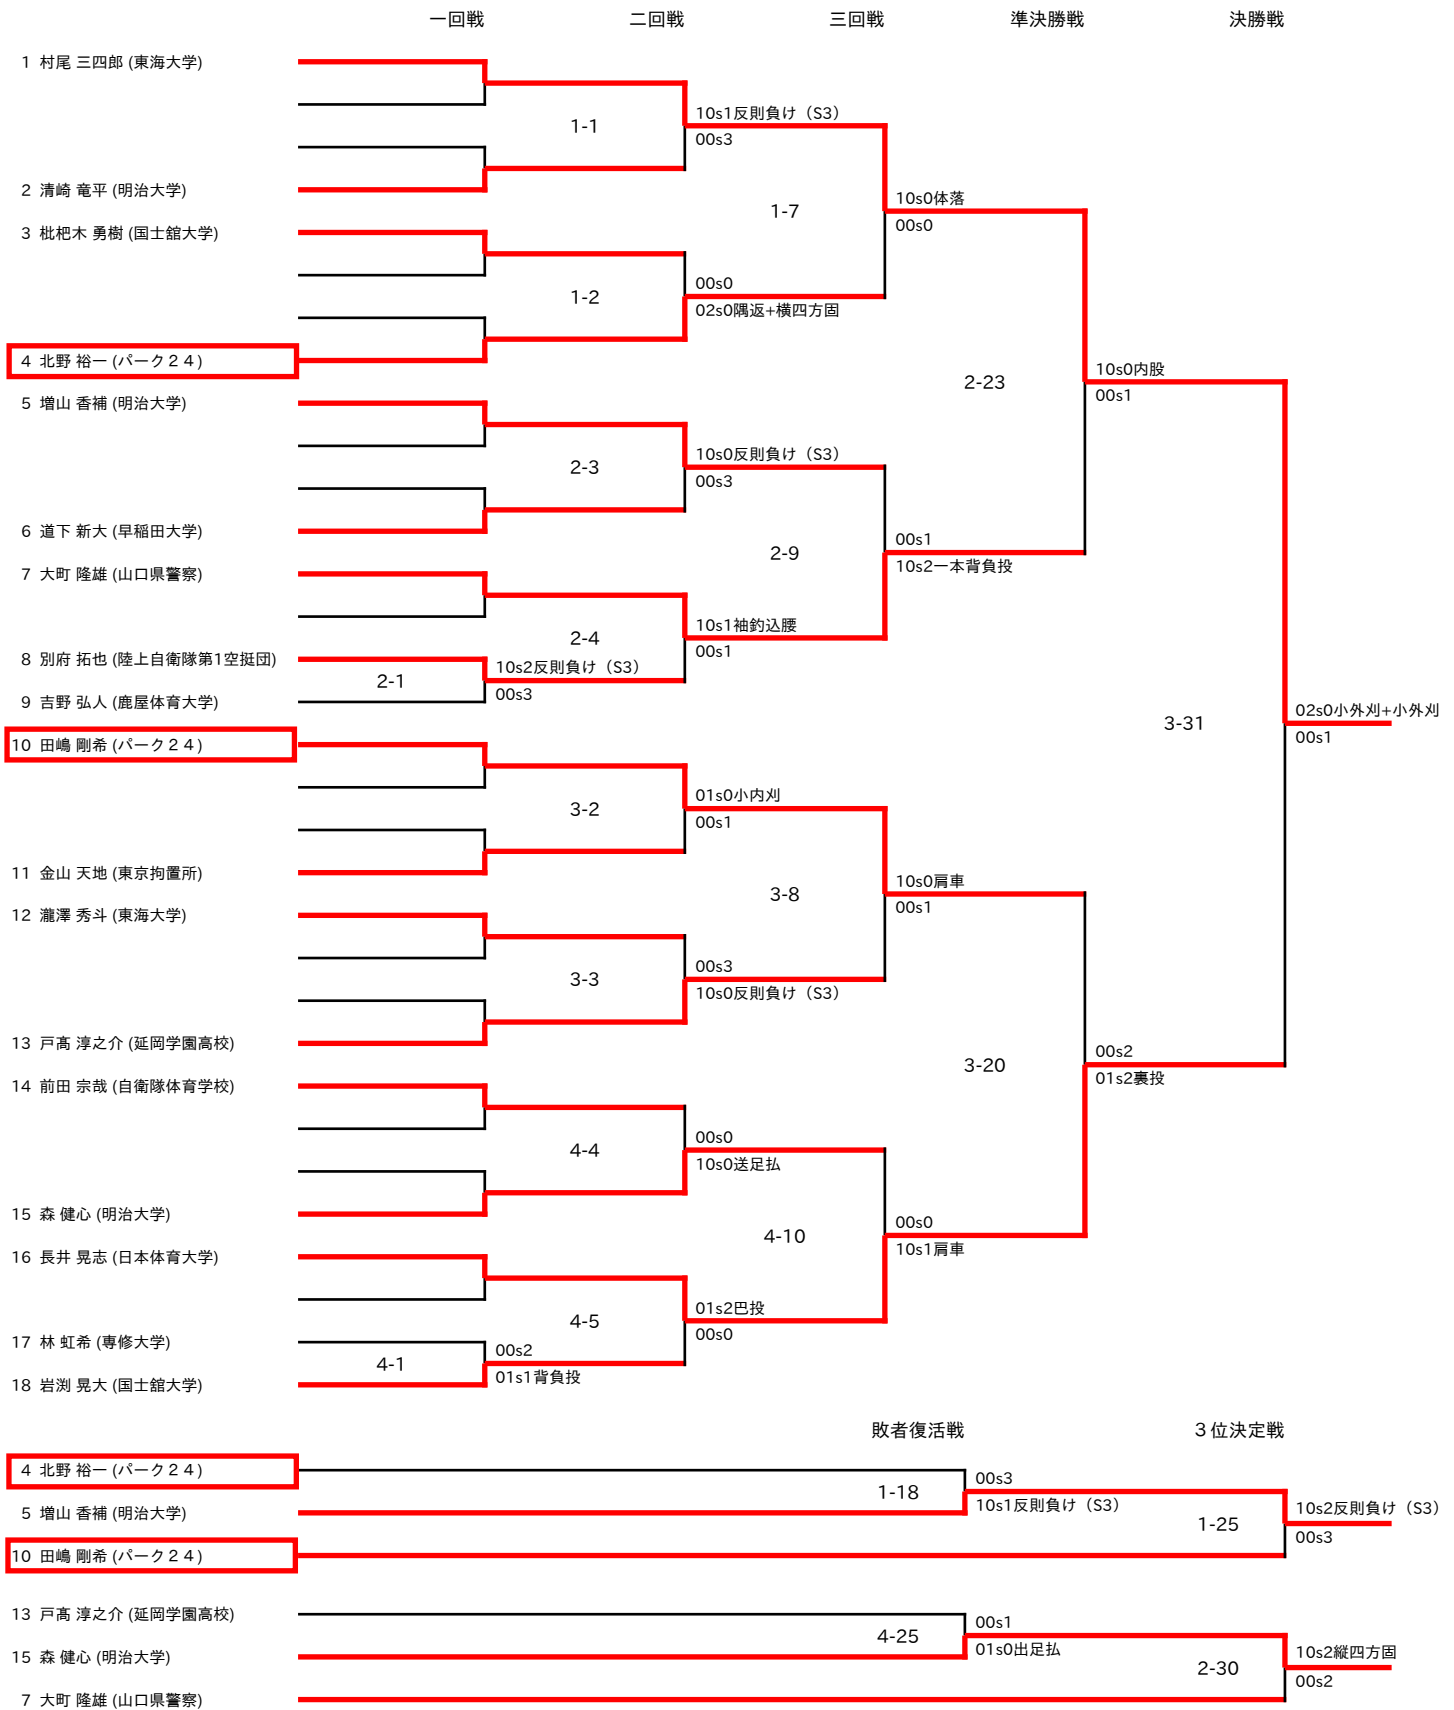 一回戦 二回戦 三回戦 準決勝戦 決勝戦
1 村尾 三四郎 (東海大学)
10s1反則負け（S3）
1-1
00s3
2 清崎 竜平 (明治大学)
10s0体落
1-7
00s0
3 枇杷木 勇樹 (国士舘大学)
00s0
1-2
02s0隅返+横四方固
4 北野 裕一 (パーク２４)
10s0内股
2-23
00s1
5 増山 香補 (明治大学)
10s0反則負け（S3）
2-3
00s3
6 道下 新大 (早稲田大学)
00s1
2-9
10s2一本背負投
7 大町 隆雄 (山口県警察)
10s1袖釣込腰
2-4
00s1
8 別府 拓也 (陸上自衛隊第1空挺団)
10s2反則負け（S3）
2-1
00s3
9 吉野 弘人 (鹿屋体育大学)
02s0小外刈+小外刈
3-31
00s1
10 田嶋 剛希 (パーク２４)
01s0小内刈
3-2
00s1
11 金山 天地 (東京拘置所)
10s0肩車
3-8
00s1
12 瀧澤 秀斗 (東海大学)
00s3
3-3
10s0反則負け（S3）
13 戸髙 淳之介 (延岡学園高校)
00s2
3-20
01s2裏投
14 前田 宗哉 (自衛隊体育学校)
00s0
4-4
10s0送足払
15 森 健心 (明治大学)
00s0
4-10
10s1肩車
16 長井 晃志 (日本体育大学)
01s2巴投
4-5
00s0
17 林 虹希 (専修大学)
00s2
4-1
01s1背負投
18 岩渕 晃大 (国士舘大学)
敗者復活戦 ３位決定戦
4 北野 裕一 (パーク２４)
00s3
1-18
10s1反則負け（S3）
5 増山 香補 (明治大学)
10s2反則負け（S3）
1-25
00s3
10 田嶋 剛希 (パーク２４)
13 戸髙 淳之介 (延岡学園高校)
00s1
4-25
01s0出足払
15 森 健心 (明治大学)
10s2縦四方固
2-30
00s2
7 大町 隆雄 (山口県警察)